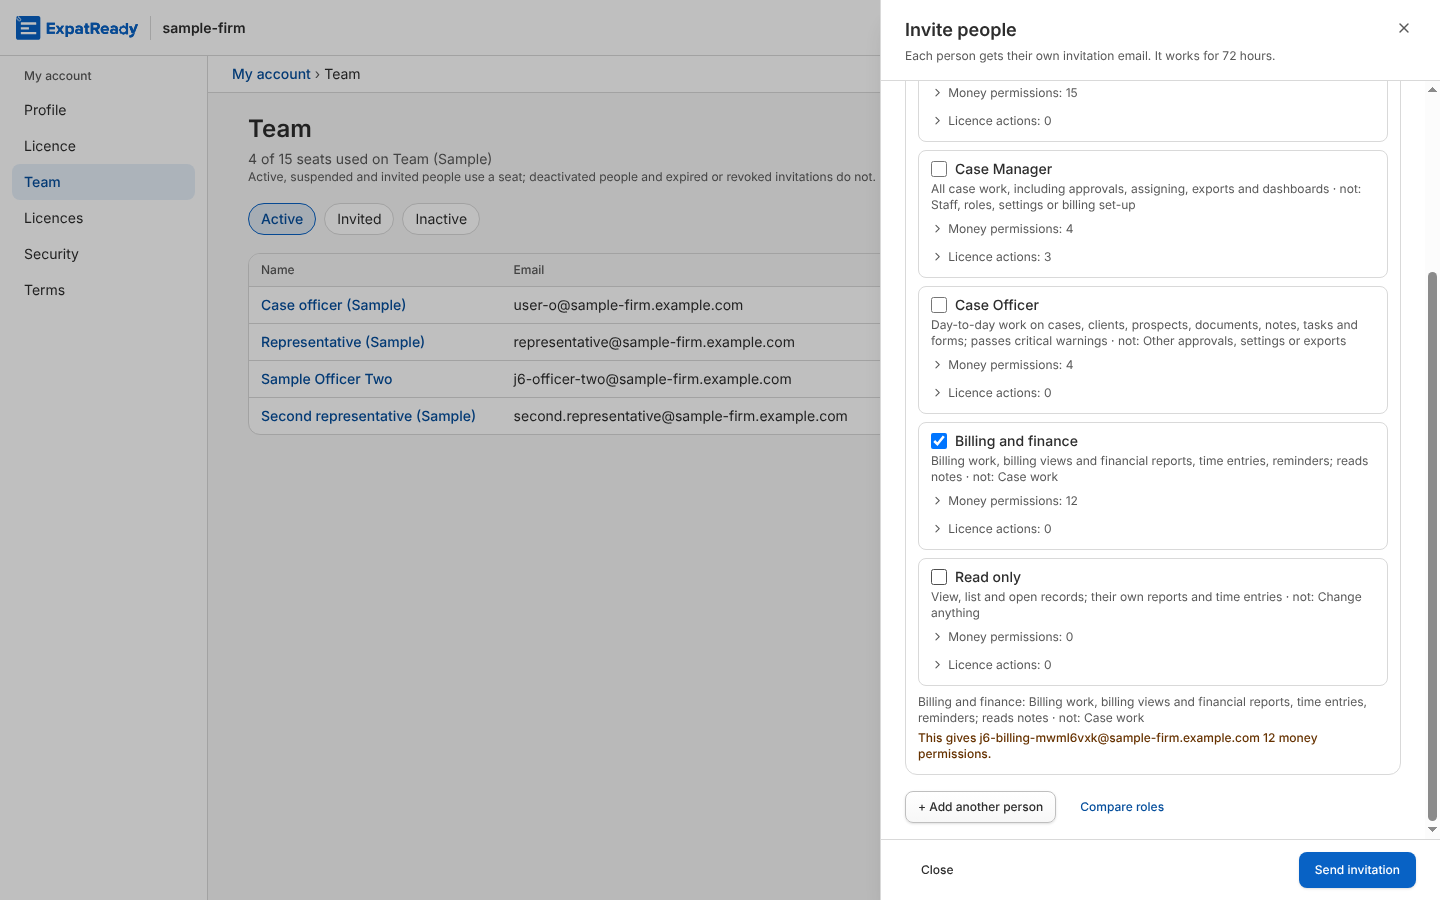 ExpatReady
sample-firm
My account
Profile
Licence
Team
Licences
Security
Terms
My account › Team
Team
4 of 15 seats used on Team (Sample)
Active, suspended and invited people use a seat; deactivated people and expired or revoked invitations do not.
Active
Invited
Inactive
Name
Email
Case officer (Sample)
user-o@sample-firm.example.com
Representative (Sample)
representative@sample-firm.example.com
Sample Officer Two
j6-officer-two@sample-firm.example.com
Second representative (Sample)
second.representative@sample-firm.example.com
Invite people
Each person gets their own invitation email. It works for 72 hours.
Money permissions: 15
Licence actions: 0
Case Manager
All case work, including approvals, assigning, exports and dashboards · not:
Staff, roles, settings or billing set-up
Money permissions: 4
Licence actions: 3
Case Officer
Day-to-day work on cases, clients, prospects, documents, notes, tasks and
forms; passes critical warnings · not: Other approvals, settings or exports
Money permissions: 4
Licence actions: 0
Billing and finance
Billing work, billing views and financial reports, time entries, reminders; reads
notes · not: Case work
Money permissions: 12
Licence actions: 0
Read only
View, list and open records; their own reports and time entries · not: Change
anything
Money permissions: 0
Licence actions: 0
Billing and finance: Billing work, billing views and financial reports, time entries,
reminders; reads notes · not: Case work
This gives j6-billing-mwml6vxk@sample-firm.example.com 12 money
permissions.
+ Add another person
Compare roles
Close
Send invitation